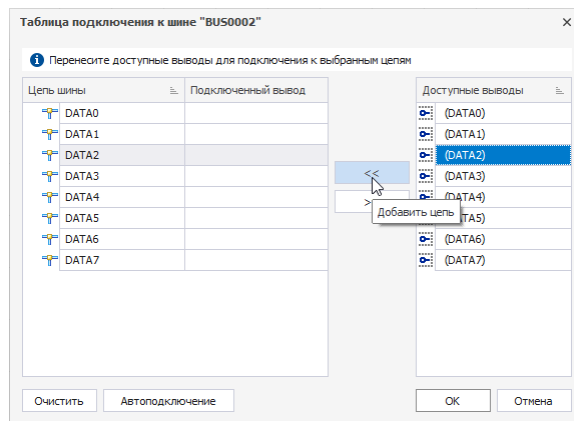 Таблица подключения к шине "BUS0002"
Перенесите доступные выводы для подключения к выбранным цепям
Цепь шины Подключенный вывод Доступные выводы
DATA0 (DATA0)
DATA1 (DATA1)
DATA2 (DATA2)
DATA3 << (DATA3)
DATA4 > (DATA4)
DATA5 Добавить цепь TA5)
DATA6 (DATA6)
DATA7 (DATA7)
Очистить Автоподключение OK Отмена